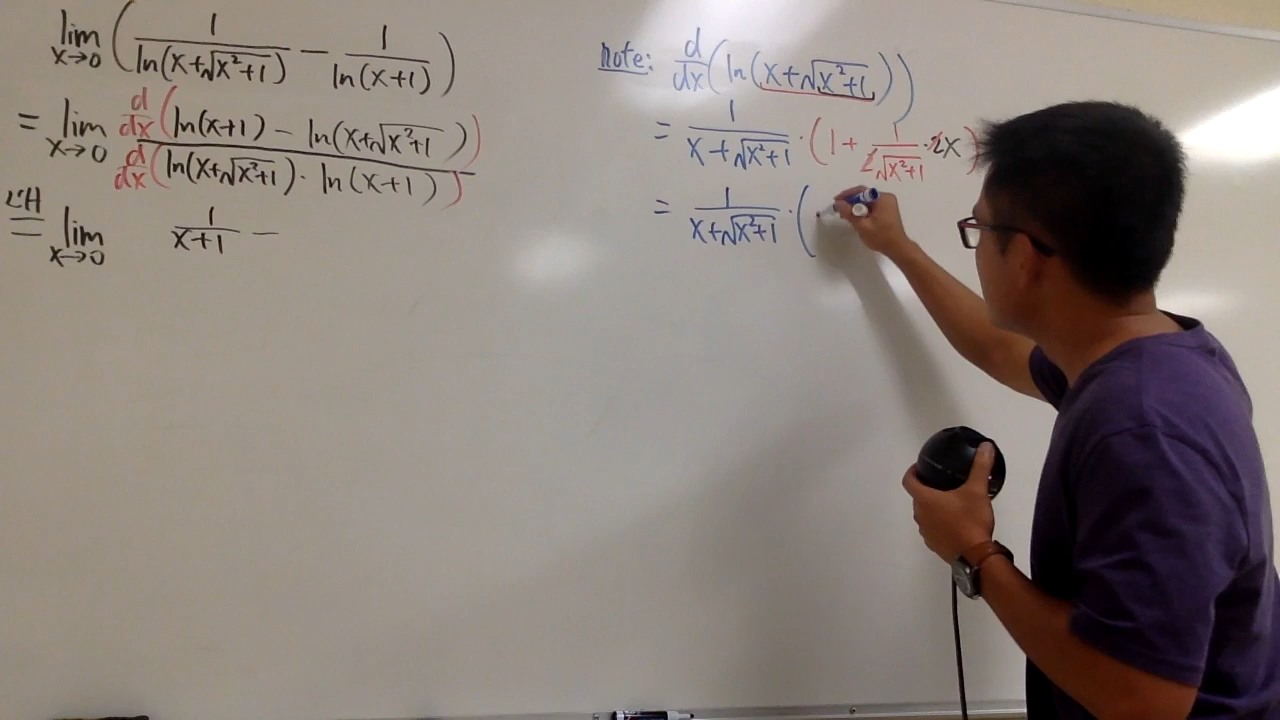 lim x→0 ( 1/ln(x+√x²+1) − 1/ln(x+1) )
= lim x→0 d/dx( ln(x+1) − ln(x+√x²+1) ) / d/dx( ln(x+√x²+1) · ln(x+1) )
L'H = lim x→0 1/x+1 −
note: d/dx ( ln(x+√x²+1) )
= 1/x+√x²+1 · ( 1 + 1/2√x²+1 · 2x )
= 1/x+√x²+1 · (